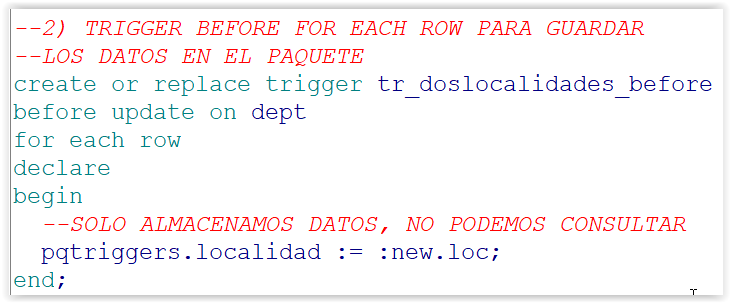 --2) TRIGGER BEFORE FOR EACH ROW PARA GUARDAR
--LOS DATOS EN EL PAQUETE
create or replace trigger tr_doslocalidades_before
before update on dept
for each row
declare
begin
  --SOLO ALMACENAMOS DATOS, NO PODEMOS CONSULTAR
  pqtriggers.localidad := :new.loc;
end;